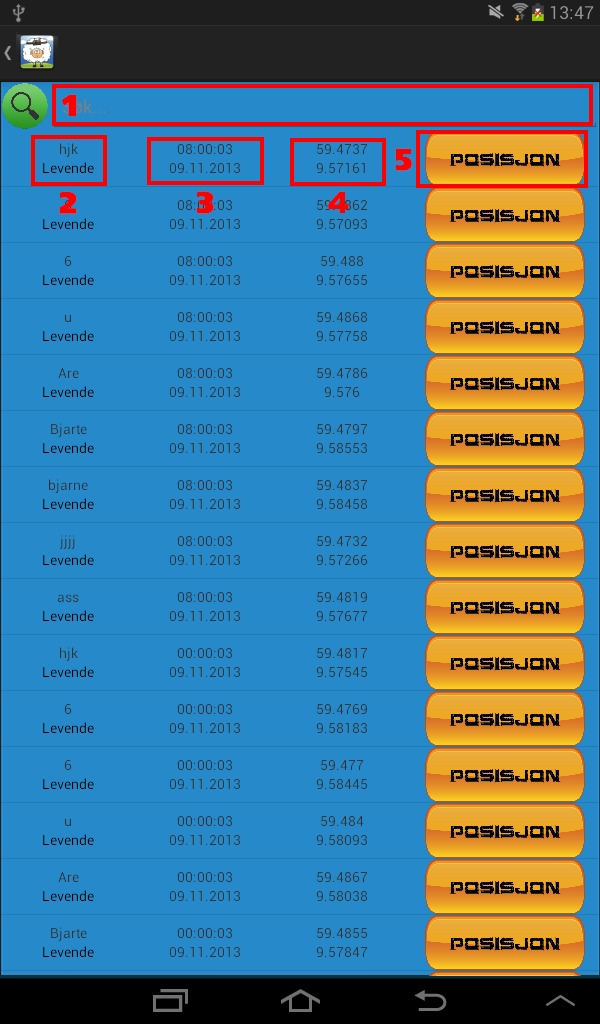 13:47
1
hjk 08:00:03 59.4737
Levende 09.11.2013 9.57161
5 POSISJON
2 3 4
08:00:03
Levende 09.11.2013 9.57093
POSISJON
6 08:00:03 59.488
Levende 09.11.2013 9.57655
POSISJON
u 08:00:03 59.4868
Levende 09.11.2013 9.57758
POSISJON
Are 08:00:03 59.4786
Levende 09.11.2013 9.576
POSISJON
Bjarte 08:00:03 59.4797
Levende 09.11.2013 9.58553
POSISJON
bjarne 08:00:03 59.4837
Levende 09.11.2013 9.58458
POSISJON
jjjj 08:00:03 59.4732
Levende 09.11.2013 9.57266
POSISJON
ass 08:00:03 59.4819
Levende 09.11.2013 9.57677
POSISJON
hjk 00:00:03 59.4817
Levende 09.11.2013 9.57545
POSISJON
6 00:00:03 59.4769
Levende 09.11.2013 9.58183
POSISJON
6 00:00:03 59.477
Levende 09.11.2013 9.58445
POSISJON
u 00:00:03 59.484
Levende 09.11.2013 9.58093
POSISJON
Are 00:00:03 59.4867
Levende 09.11.2013 9.58038
POSISJON
Bjarte 00:00:03 59.4855
Levende 09.11.2013 9.57847
POSISJON